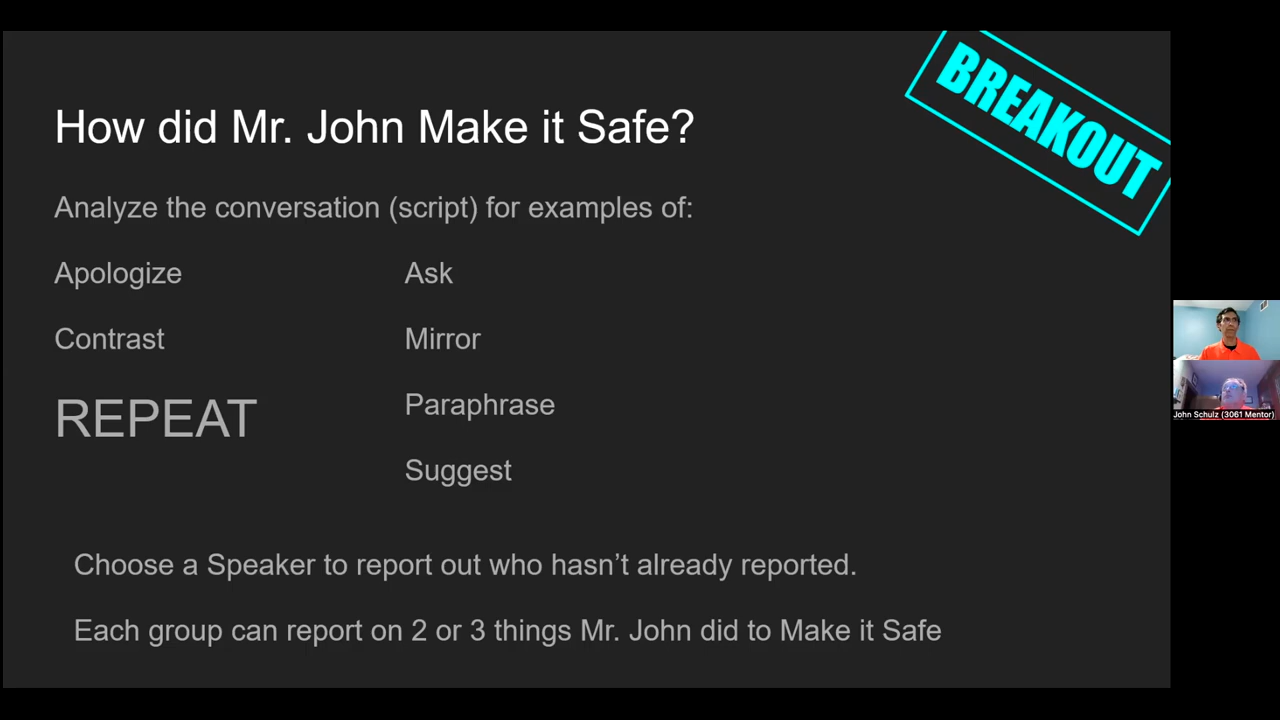 BREAKOUT
How did Mr. John Make it Safe?
Analyze the conversation (script) for examples of:
Apologize
Contrast
REPEAT
Ask
Mirror
Paraphrase
Suggest
Choose a Speaker to report out who hasn’t already reported.
Each group can report on 2 or 3 things Mr. John did to Make it Safe
John Schulz (3061 Mentor)